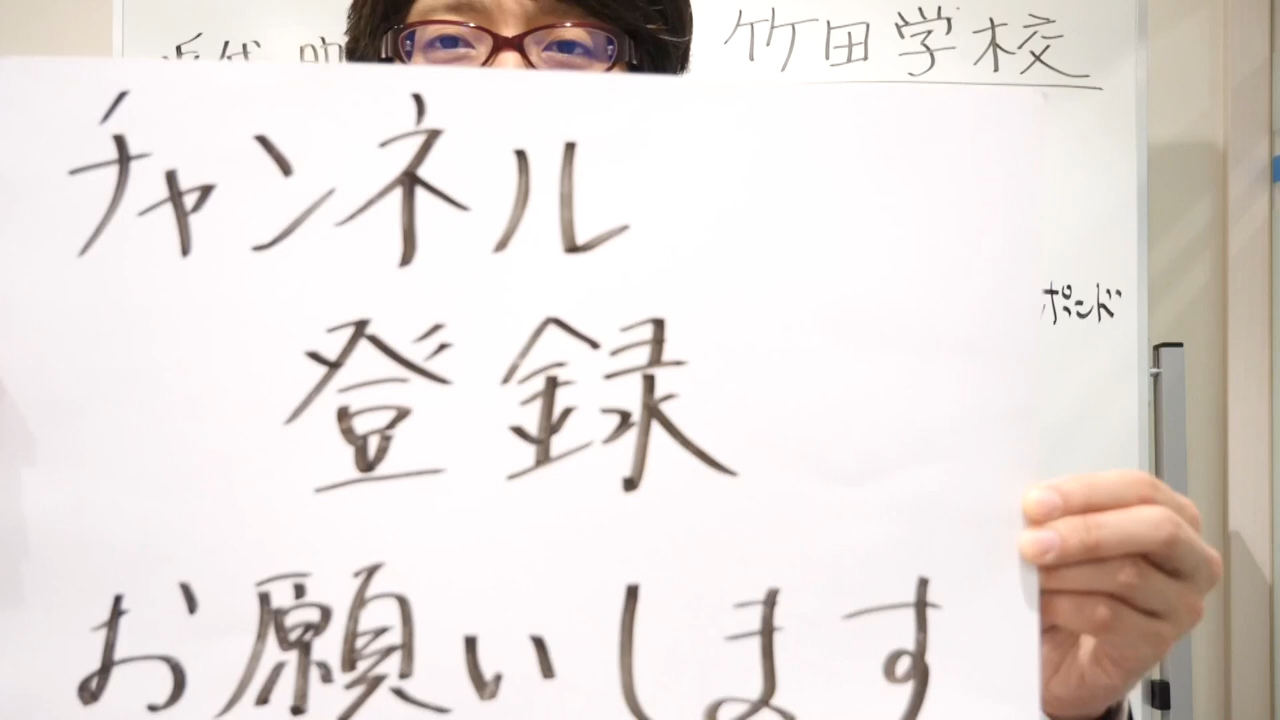 竹田学校
チャンネル
登録
お願いします
ポンド